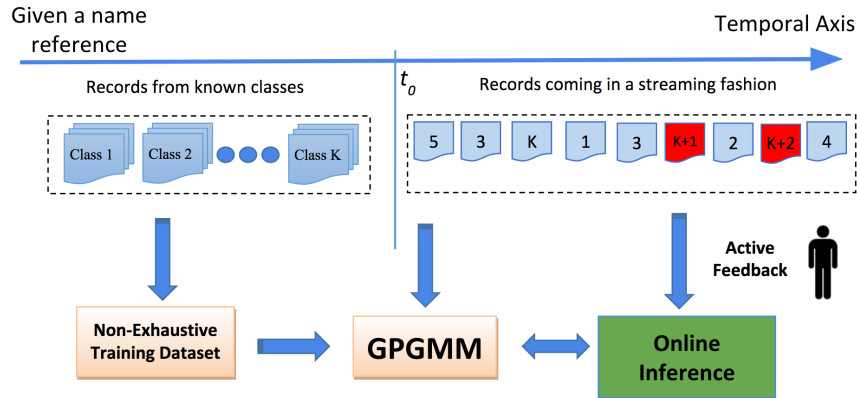 Given a name
reference
Temporal Axis
Records from known classes
t0
Records coming in a streaming fashion
Class 1
Class 2
Class K
5
3
K
1
3
K+1
2
K+2
4
Active
Feedback
Non-Exhaustive
Training Dataset
GPGMM
Online
Inference